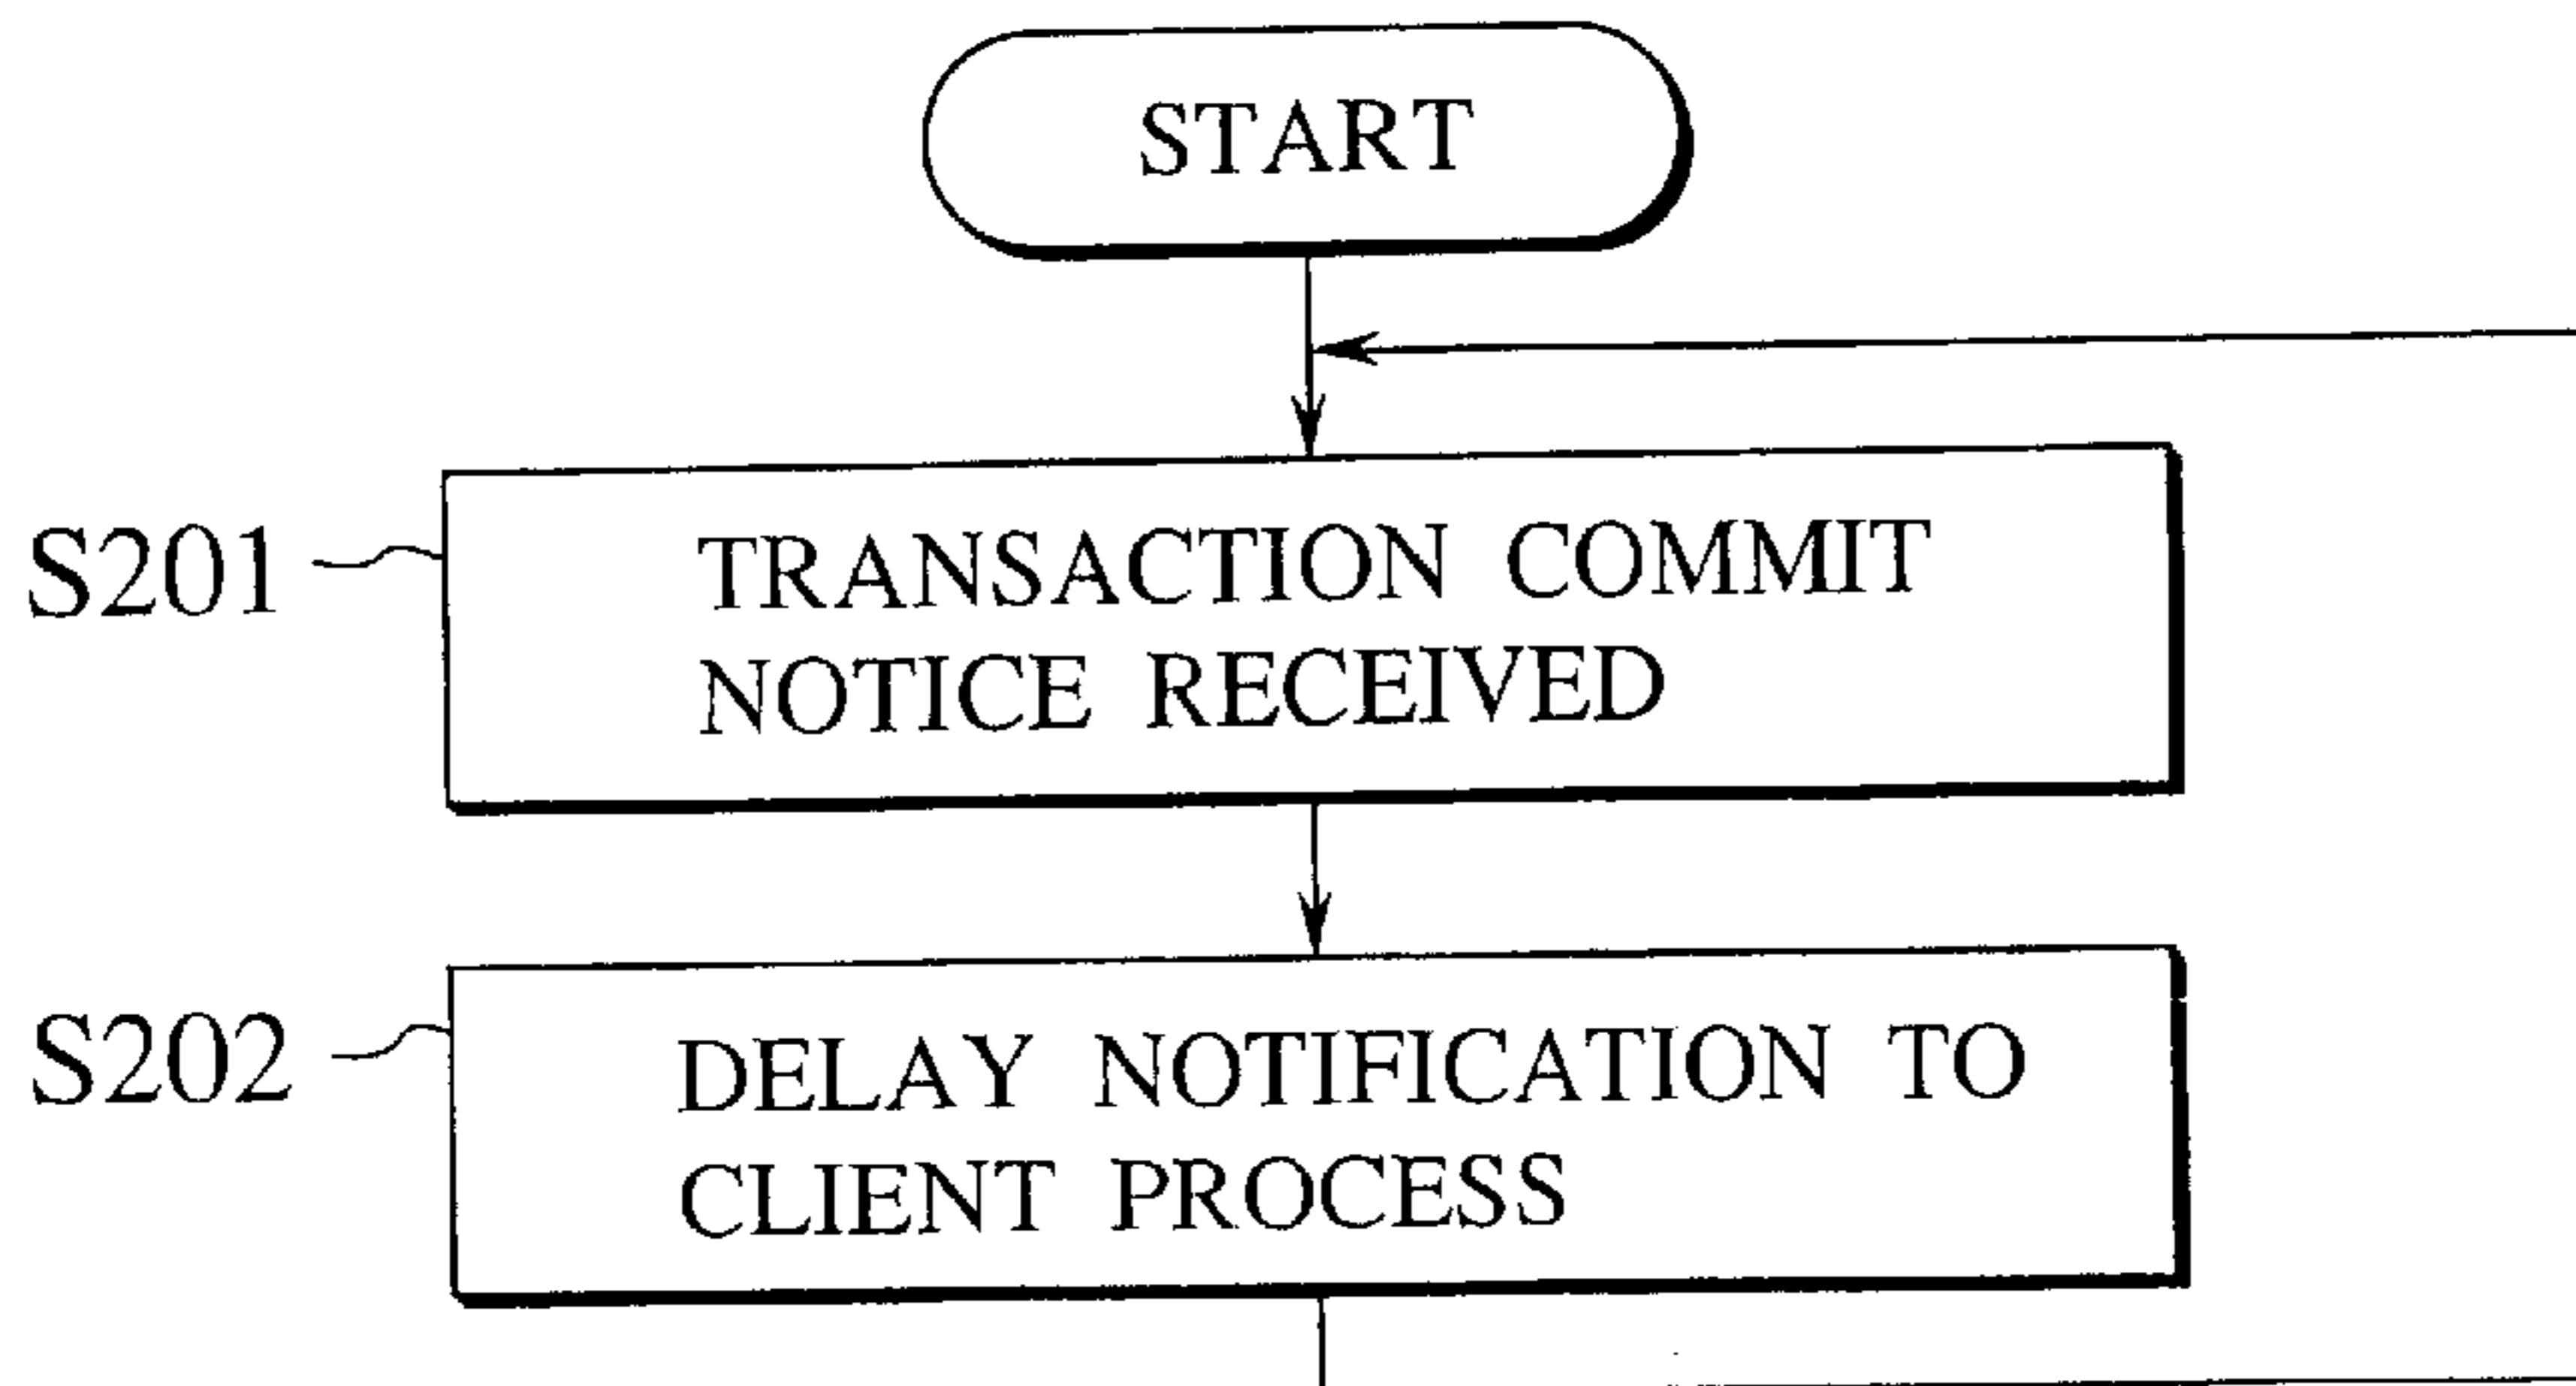 START
S201
TRANSACTION COMMIT
NOTICE RECEIVED
S202
DELAY NOTIFICATION TO
CLIENT PROCESS